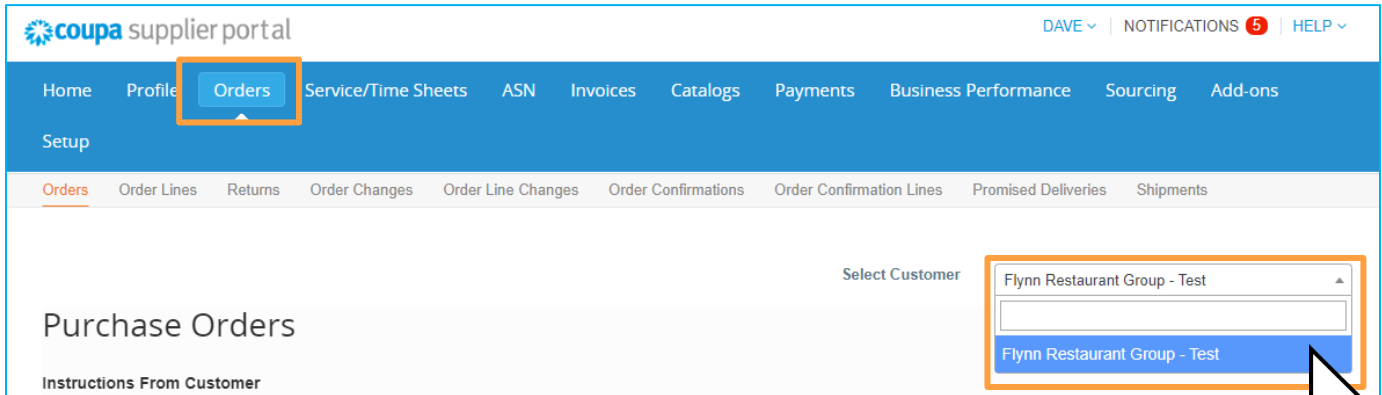 coupa supplier portal
DAVE NOTIFICATIONS 5 HELP
Home Profile Orders Service/Time Sheets ASN Invoices Catalogs Payments Business Performance Sourcing Add-ons
Setup
Orders Order Lines Returns Order Changes Order Line Changes Order Confirmations Order Confirmation Lines Promised Deliveries Shipments
Select Customer Flynn Restaurant Group - Test
Purchase Orders
Flynn Restaurant Group - Test
Instructions From Customer